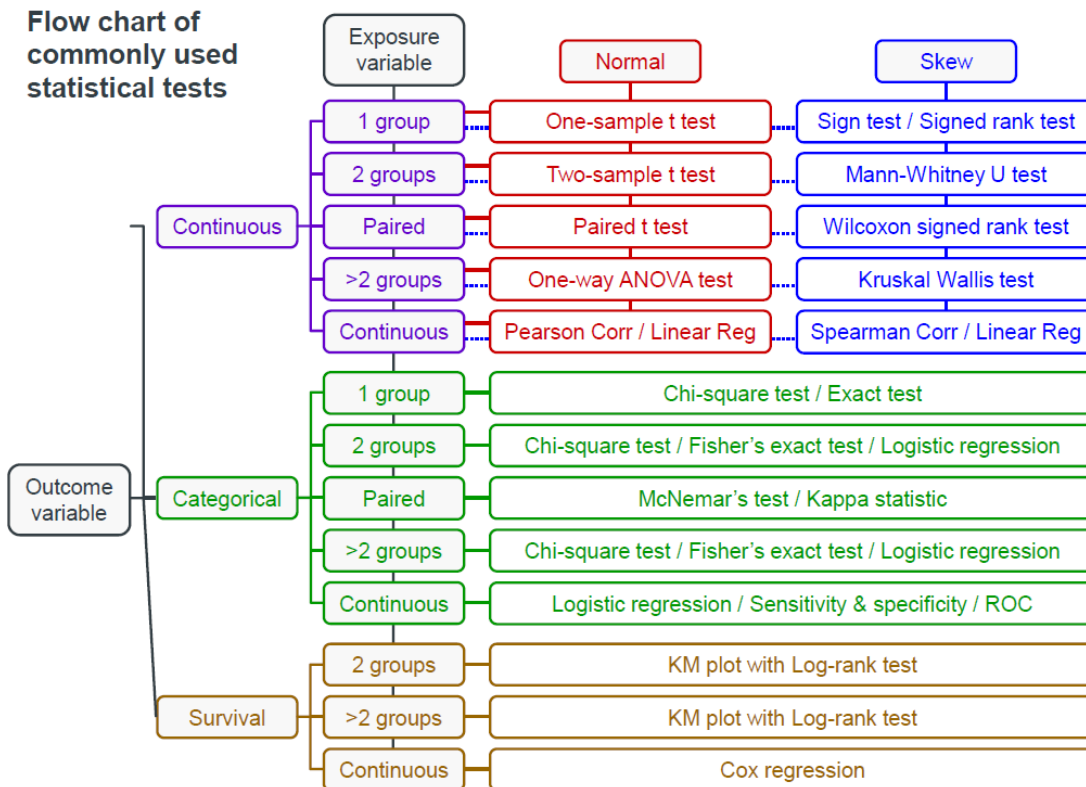 Flow chart of
commonly used
statistical tests
Exposure
variable
Normal
Skew
1 group
One-sample t test
Sign test / Signed rank test
2 groups
Two-sample t test
Mann-Whitney U test
Continuous
Paired
Paired t test
Wilcoxon signed rank test
>2 groups
One-way ANOVA test
Kruskal Wallis test
Continuous
Pearson Corr / Linear Reg
Spearman Corr / Linear Reg
1 group
Chi-square test / Exact test
2 groups
Chi-square test / Fisher's exact test / Logistic regression
Outcome
variable
Categorical
Paired
McNemar's test / Kappa statistic
>2 groups
Chi-square test / Fisher's exact test / Logistic regression
Continuous
Logistic regression / Sensitivity & specificity / ROC
2 groups
KM plot with Log-rank test
Survival
>2 groups
KM plot with Log-rank test
Continuous
Cox regression